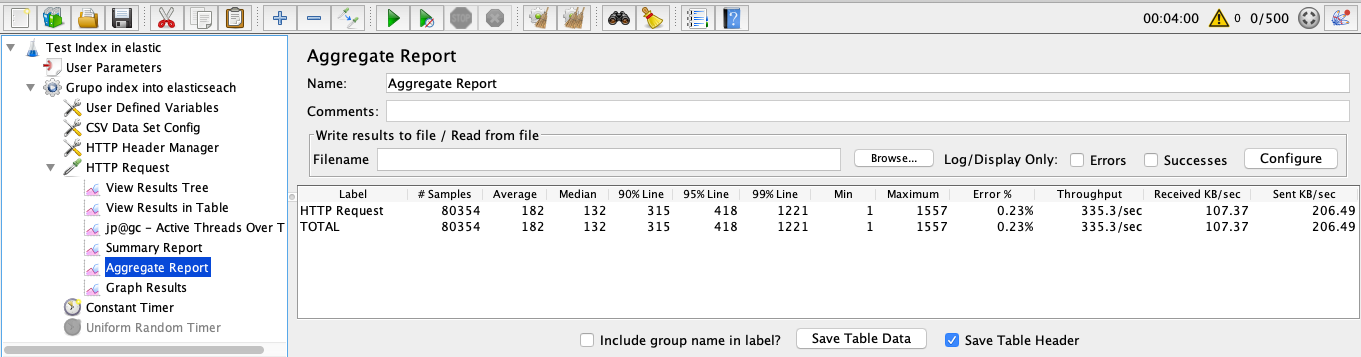 00:04:00 0 0/500
Test Index in elastic
User Parameters
Grupo index into elasticseach
User Defined Variables
CSV Data Set Config
HTTP Header Manager
HTTP Request
View Results Tree
View Results in Table
jp@gc - Active Threads Over T
Summary Report
Aggregate Report
Graph Results
Constant Timer
Uniform Random Timer
Aggregate Report
Name: Aggregate Report
Comments:
Write results to file / Read from file
Filename Browse... Log/Display Only: Errors Successes Configure
Label # Samples Average Median 90% Line 95% Line 99% Line Min Maximum Error % Throughput Received KB/sec Sent KB/sec
HTTP Request 80354 182 132 315 418 1221 1 1557 0.23% 335.3/sec 107.37 206.49
TOTAL 80354 182 132 315 418 1221 1 1557 0.23% 335.3/sec 107.37 206.49
Include group name in label? Save Table Data Save Table Header